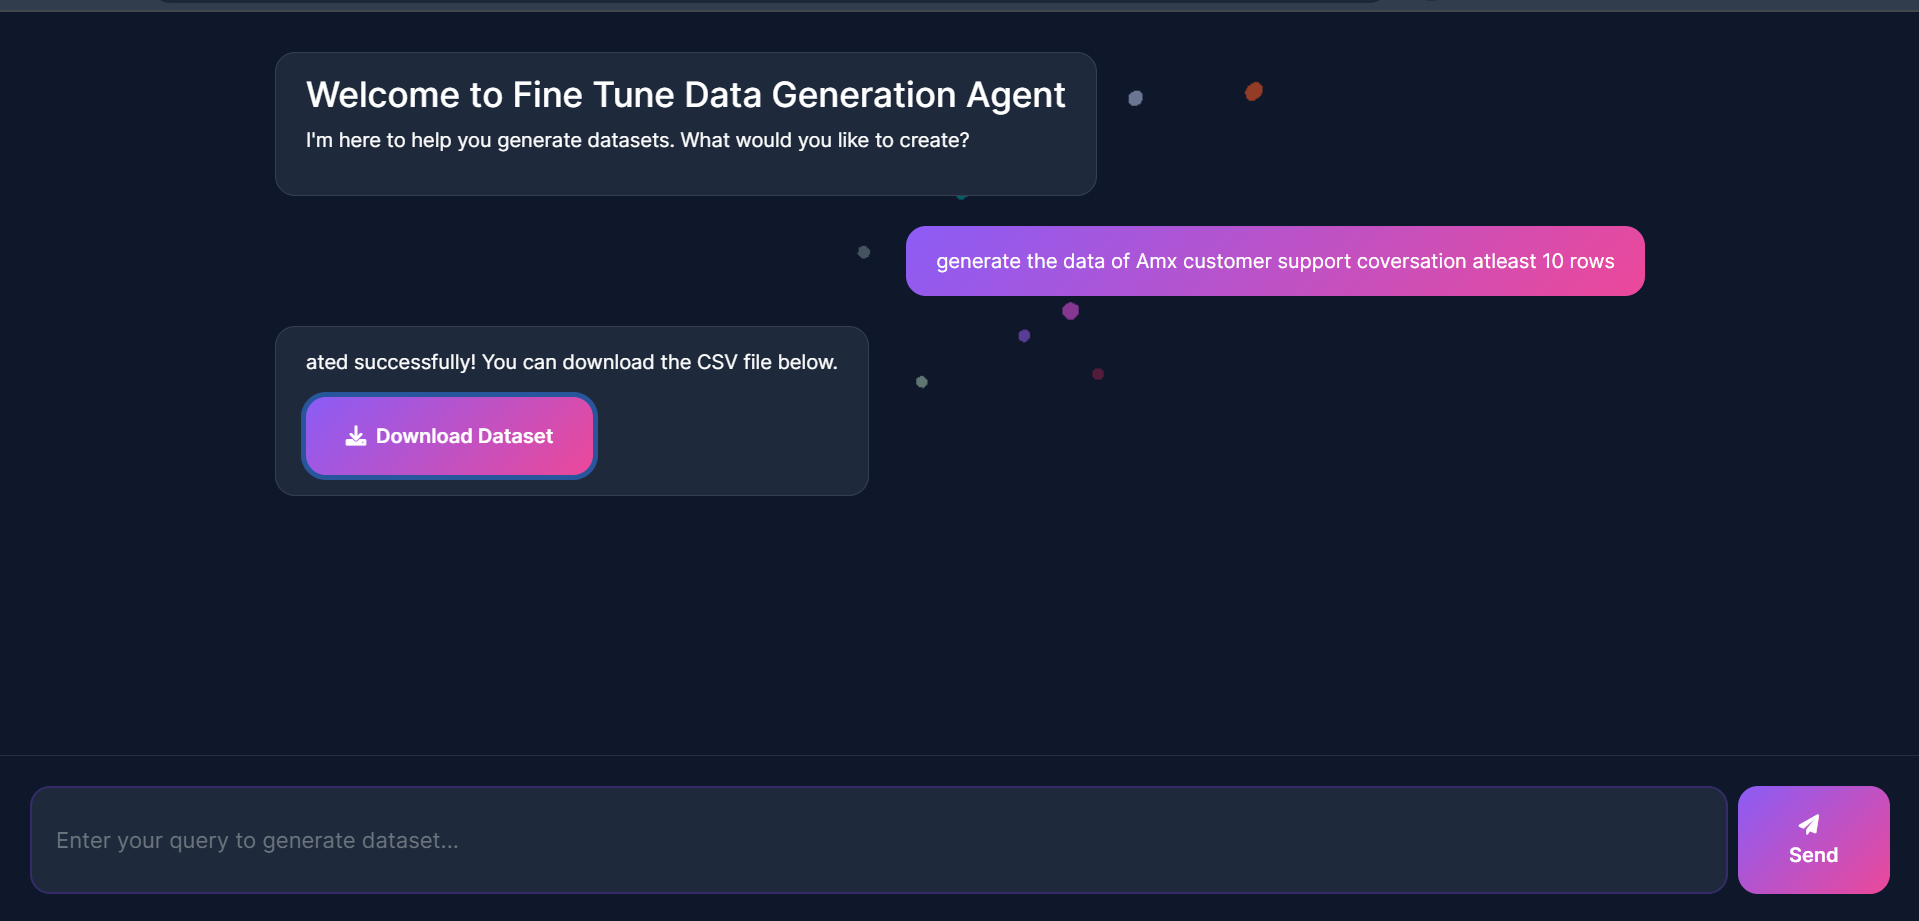 Welcome to Fine Tune Data Generation Agent
I'm here to help you generate datasets. What would you like to create?
generate the data of Amx customer support coversation atleast 10 rows
ated successfully! You can download the CSV file below.
Download Dataset
Enter your query to generate dataset...
Send